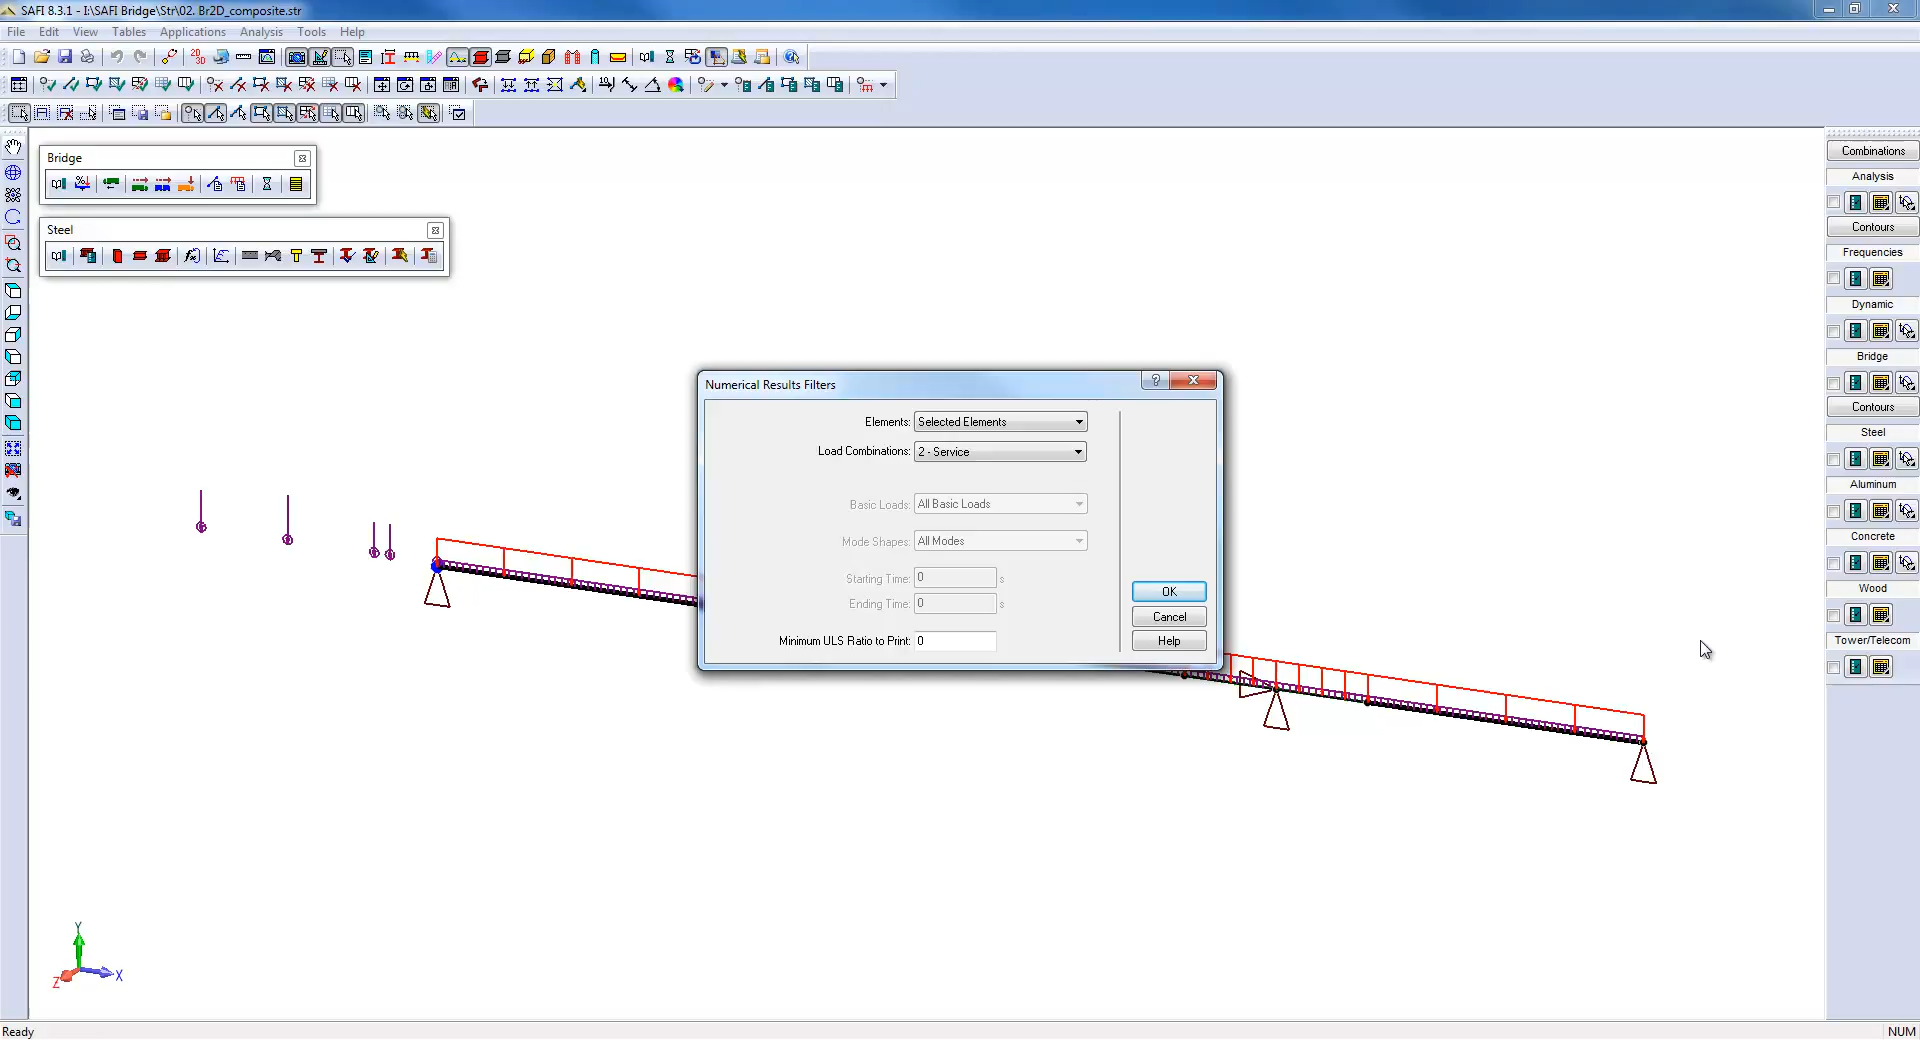 SAFI 8.3.1 - I:\SAFI Bridge\Str\02. Br2D_composite.str
File Edit View Tables Applications Analysis Tools Help
Bridge
Steel
Numerical Results Filters
Elements: Selected Elements
Load Combinations: 2 - Service
Basic Loads: All Basic Loads
Mode Shapes: All Modes
Starting Time: 0 s
Ending Time: 0 s
Minimum ULS Ratio to Print: 0
OK
Cancel
Help
Combinations
Analysis
Contours
Frequencies
Dynamic
Bridge
Contours
Steel
Aluminum
Concrete
Wood
Tower/Telecom
Y
X
Z
Ready
NUM